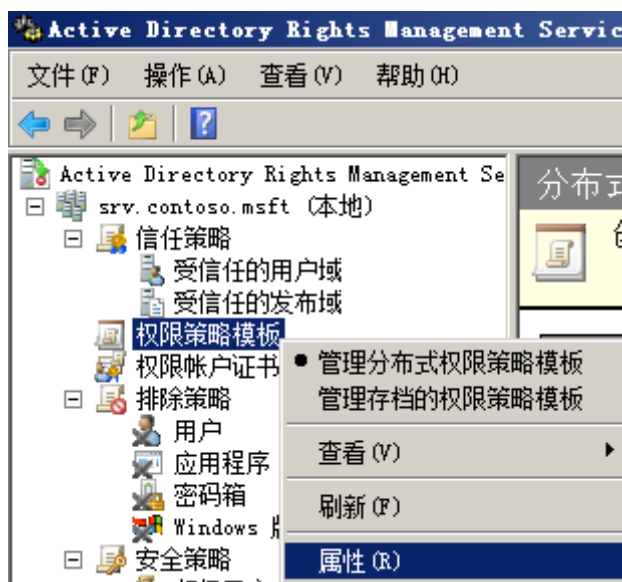 Active Directory Rights Management Servic
文件(F) 操作(A) 查看(V) 帮助(H)
Active Directory Rights Management Se
分布式
srv.contoso.msft (本地)
信任策略
受信任的用户域
受信任的发布域
权限策略模板
权限帐户证书
管理分布式权限策略模板
排除策略
管理存档的权限策略模板
用户
应用程序
查看(V)
密码箱
刷新(F)
Windows
安全策略
属性(R)